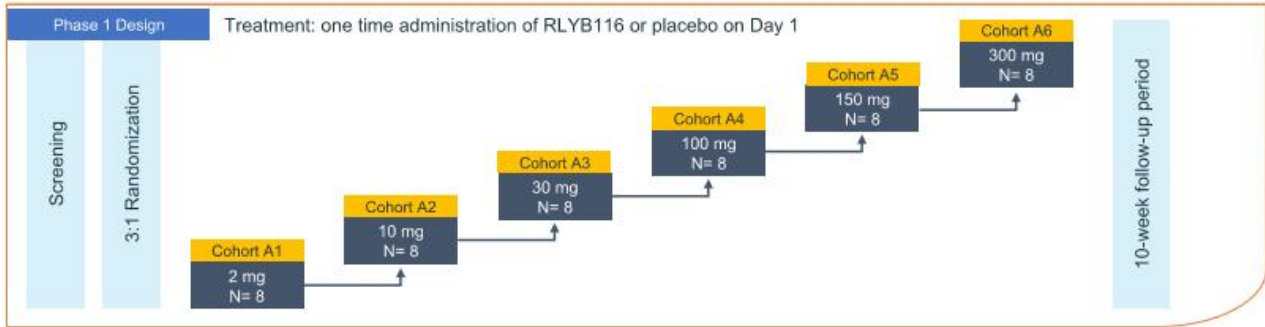 Phase 1 Design
Treatment: one time administration of RLYB116 or placebo on Day 1
Screening
3:1 Randomization
Cohort A1
2 mg
N= 8
Cohort A2
10 mg
N= 8
Cohort A3
30 mg
N= 8
Cohort A4
100 mg
N= 8
Cohort A5
150 mg
N= 8
Cohort A6
300 mg
N= 8
10-week follow-up period